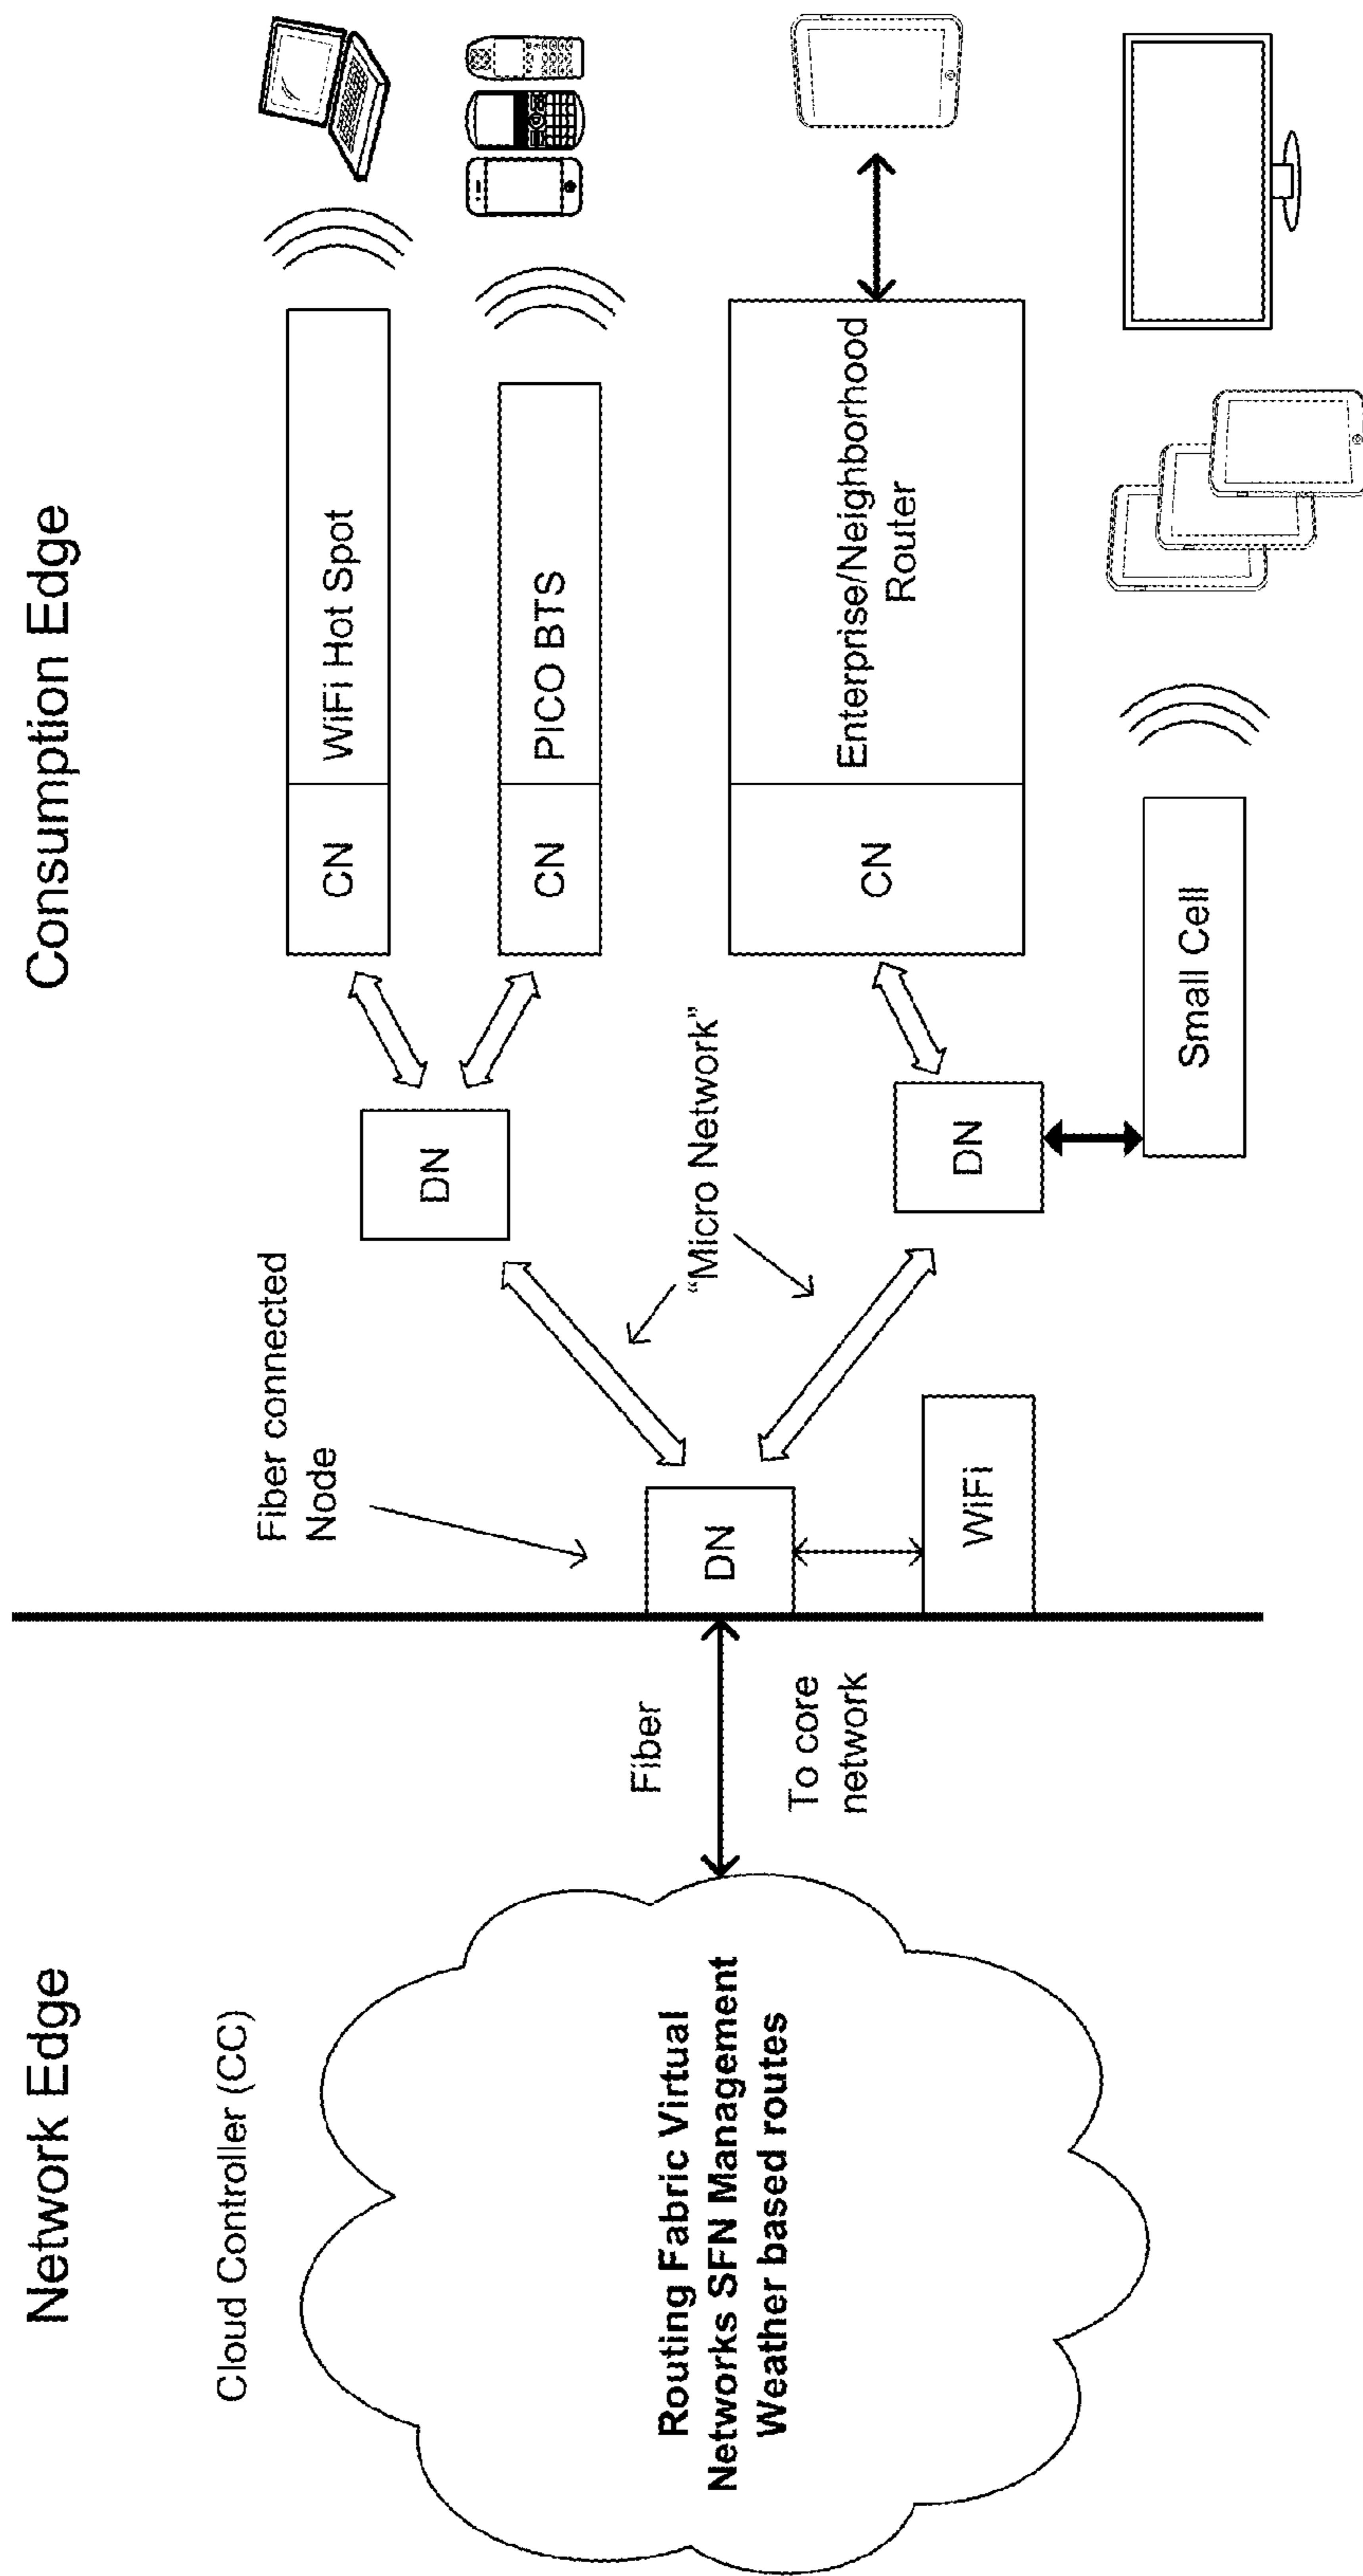 Network Edge
Consumption Edge
Cloud Controller (CC)
Routing Fabric Virtual
Networks SFN Management
Weather based routes
Fiber
To core
network
Fiber connected
Node
DN
WiFi
“Micro Network”
DN
DN
CN
WiFi Hot Spot
CN
PICO BTS
CN
Enterprise/Neighborhood
Router
Small Cell